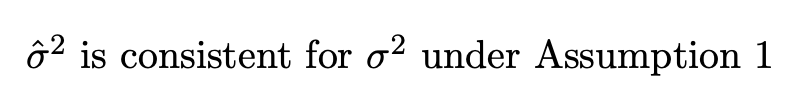 σ̂² is consistent for σ² under Assumption 1